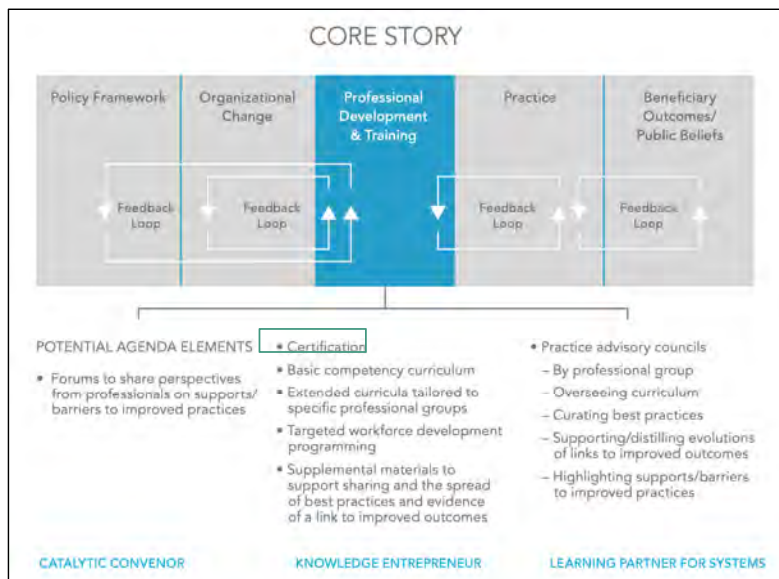 CORE STORY
Policy Framework
Organizational
Change
Professional
Development
& Training
Practice
Beneficiary
Outcomes/
Public Beliefs
Feedback
Loop
Feedback
Loop
Feedback
Loop
Feedback
Loop
POTENTIAL AGENDA ELEMENTS
• Forums to share perspectives
from professionals on supports/
barriers to improved practices
• Certification
• Basic competency curriculum
• Extended curricula tailored to
specific professional groups
• Targeted workforce development
programming
• Supplemental materials to
support sharing and the spread
of best practices and evidence
of a link to improved outcomes
• Practice advisory councils
– By professional group
– Overseeing curriculum
– Curating best practices
– Supporting/distilling evolutions
of links to improved outcomes
– Highlighting supports/barriers
to improved practices
CATALYTIC CONVENOR
KNOWLEDGE ENTREPRENEUR
LEARNING PARTNER FOR SYSTEMS